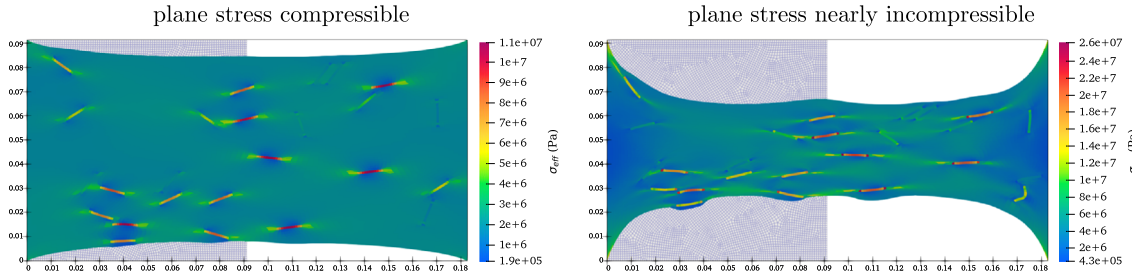 plane stress compressible
plane stress nearly incompressible
0.09
0.08
0.07
0.06
0.05
0.04
0.03
0.02
0.01
0
0 0.01 0.02 0.03 0.04 0.05 0.06 0.07 0.08 0.09 0.1 0.11 0.12 0.13 0.14 0.15 0.16 0.17 0.18
1.1e+07
9e+6
8e+6
7e+6
6e+6
5e+6
4e+6
3e+6
2e+6
1e+6
1.9e+05
σeff (Pa)
0.09
0.08
0.07
0.06
0.05
0.04
0.03
0.02
0.01
0
0 0.01 0.02 0.03 0.04 0.05 0.06 0.07 0.08 0.09 0.1 0.11 0.12 0.13 0.14 0.15 0.16 0.17 0.18
2.6e+07
2.4e+7
2.2e+7
2e+7
1.8e+7
1.6e+7
1.4e+7
1.2e+7
1e+7
8e+6
6e+6
4e+6
2e+6
4.3e+05